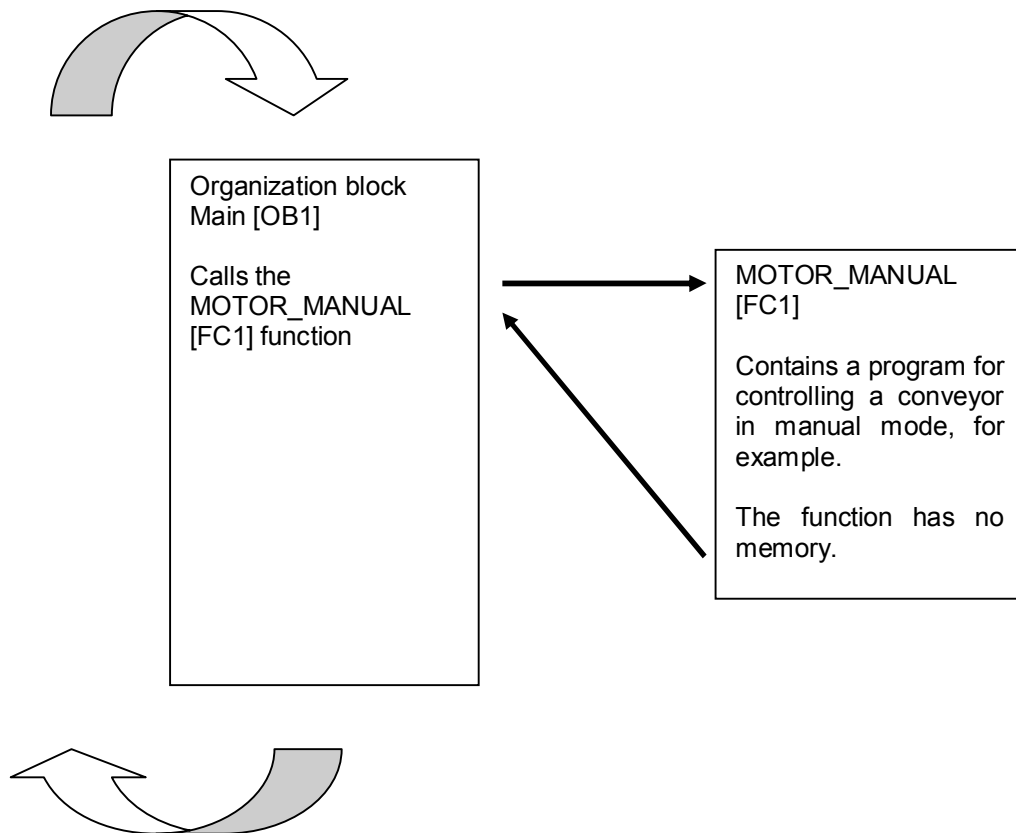 Organization block
Main [OB1]
Calls the
MOTOR_MANUAL
[FC1] function
MOTOR_MANUAL
[FC1]
Contains a program for
controlling a conveyor
in manual mode, for
example.
The function has no
memory.